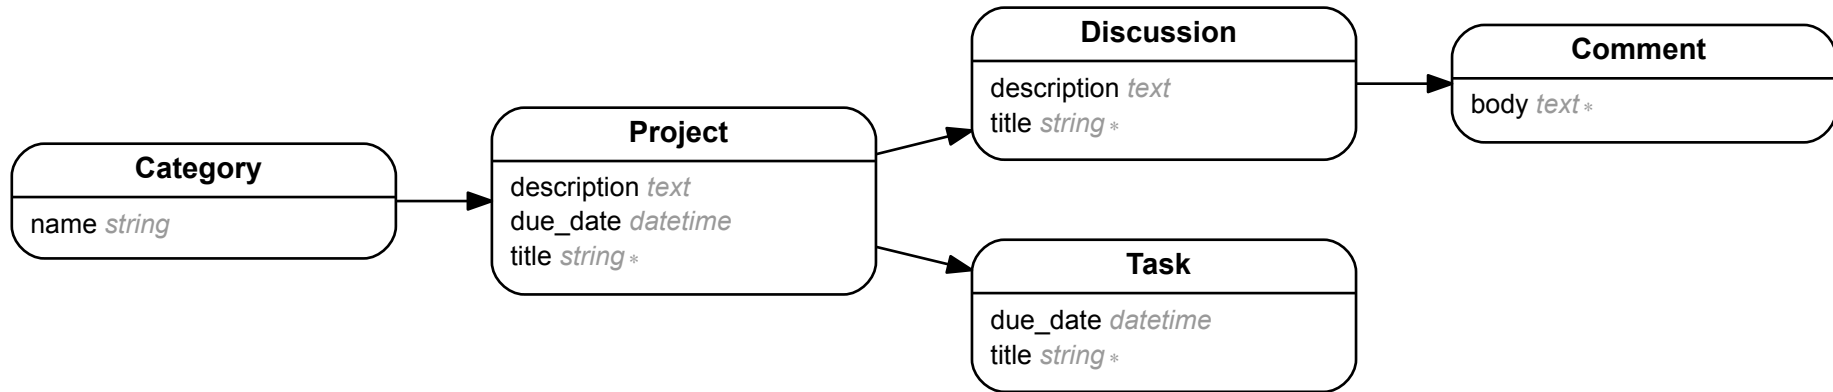 Category
name string
Project
description text
due_date datetime
title string *
Discussion
description text
title string *
Task
due_date datetime
title string *
Comment
body text *